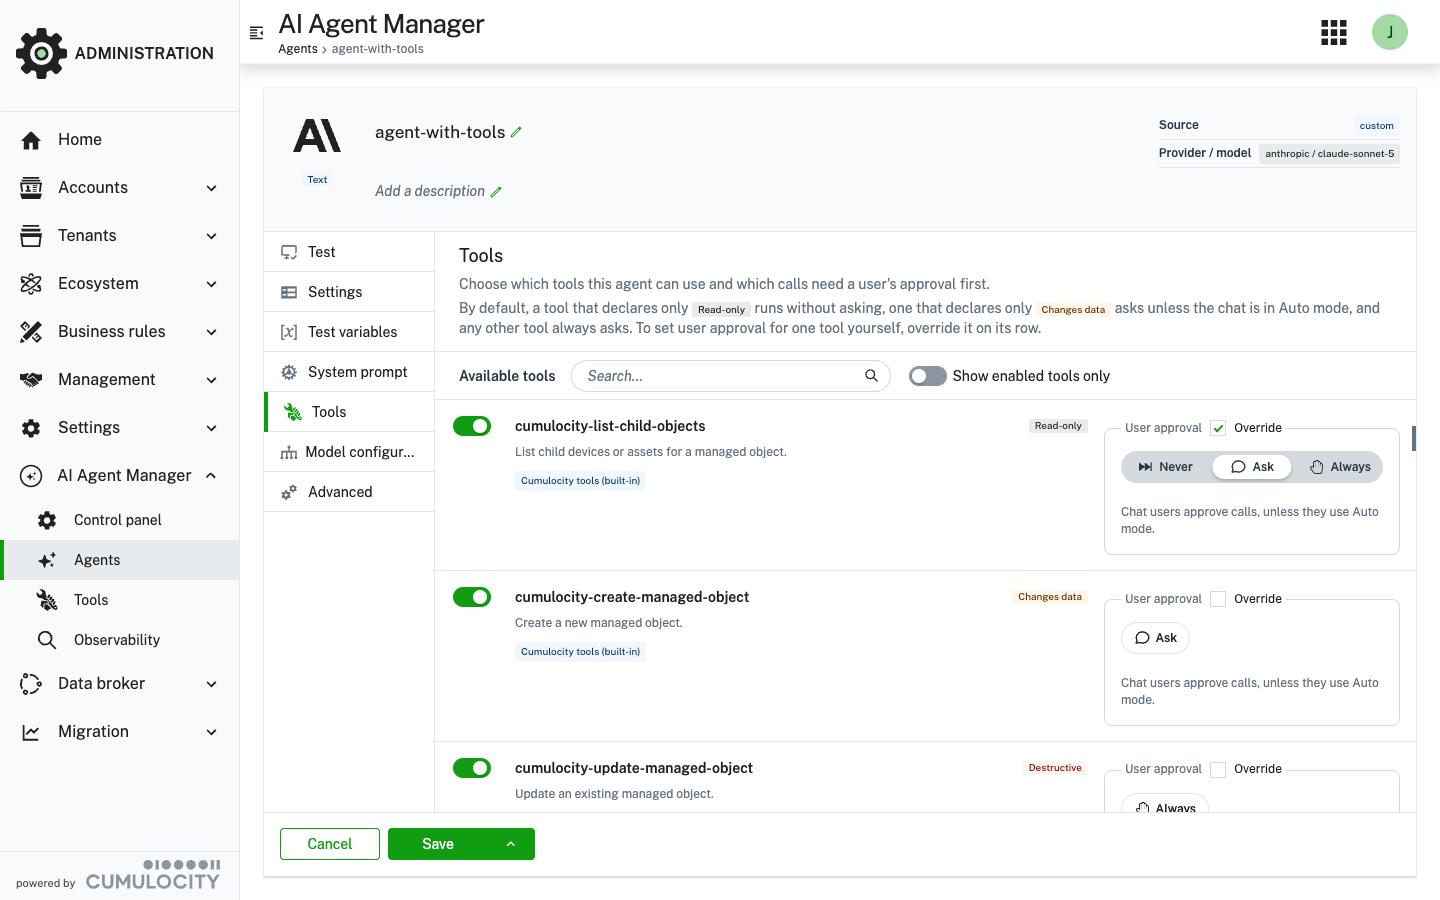 ADMINISTRATION
Home
Accounts
Tenants
Ecosystem
Business rules
Management
Settings
AI Agent Manager
Control panel
Agents
Tools
Observability
Data broker
Migration
powered by CUMULOCITY
AI Agent Manager
Agents > agent-with-tools
J
Text
agent-with-tools
Add a description
Source custom
Provider / model anthropic / claude-sonnet-5
Test
Settings
[x] Test variables
System prompt
Tools
Model configur...
Advanced
Tools
Choose which tools this agent can use and which calls need a user's approval first.
By default, a tool that declares only Read-only runs without asking, one that declares only Changes data asks unless the chat is in Auto mode, and
any other tool always asks. To set user approval for one tool yourself, override it on its row.
Available tools Search... Show enabled tools only
cumulocity-list-child-objects
List child devices or assets for a managed object.
Cumulocity tools (built-in)
Read-only
User approval Override
Never Ask Always
Chat users approve calls, unless they use Auto
mode.
cumulocity-create-managed-object
Create a new managed object.
Cumulocity tools (built-in)
Changes data
User approval Override
Ask
Chat users approve calls, unless they use Auto
mode.
cumulocity-update-managed-object
Update an existing managed object.
Destructive
User approval Override
Always
Cancel Save